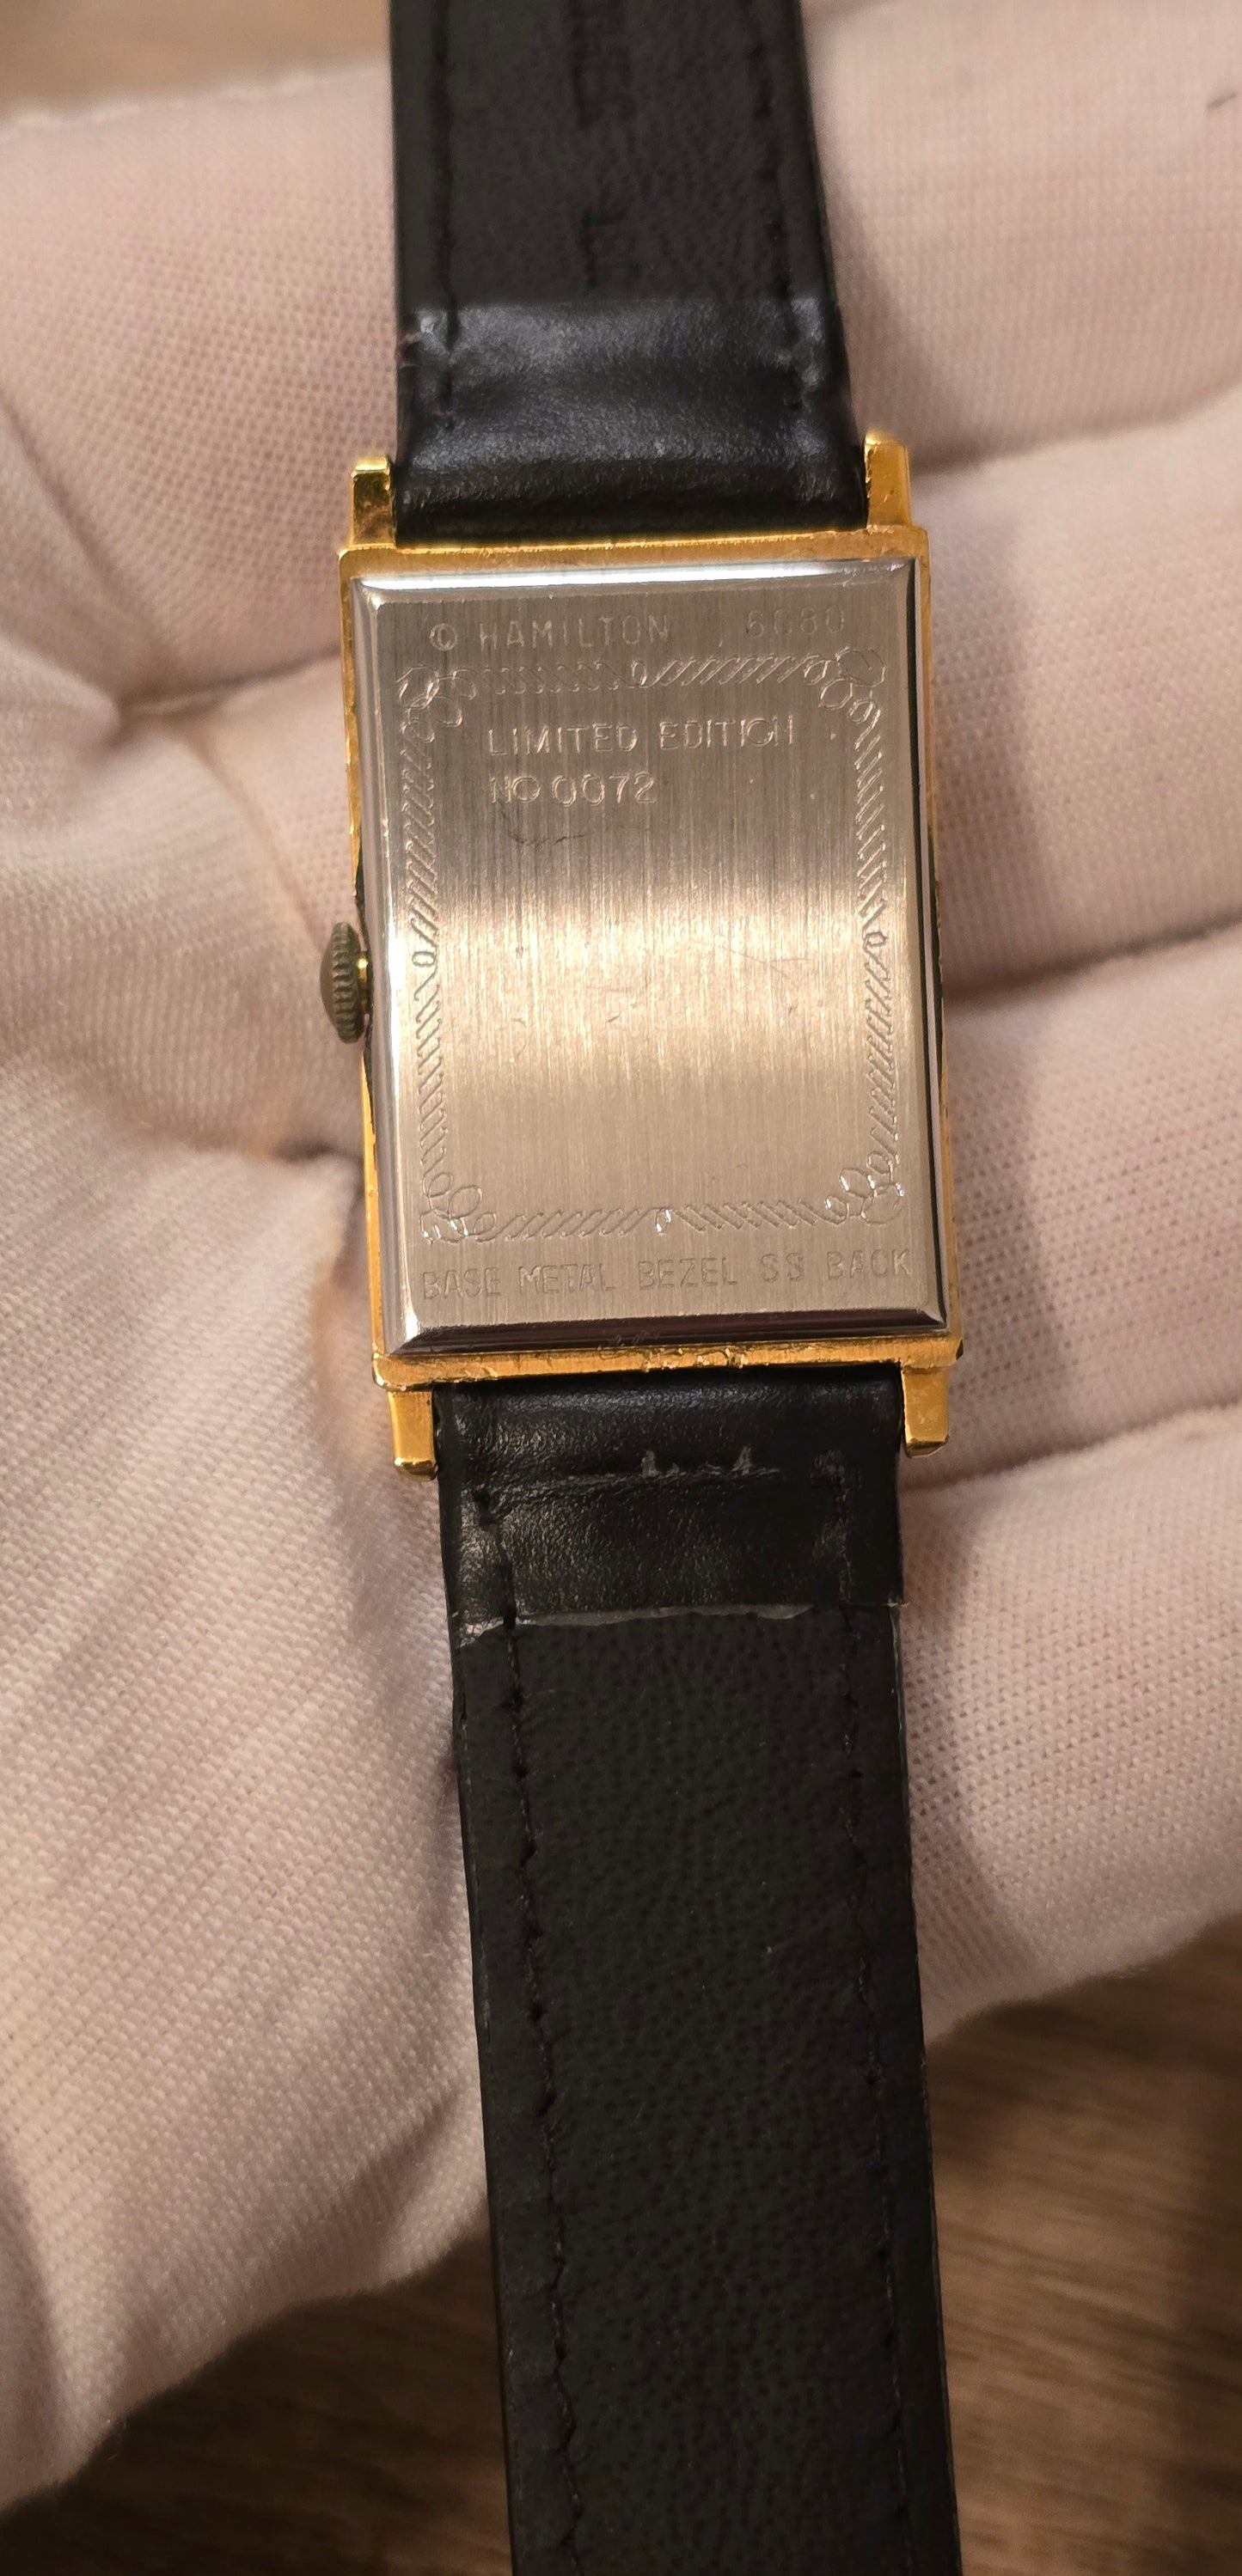 © HAMILTON 6080
LIMITED EDITION
NO 0072
BASE METAL BEZEL SS BACK